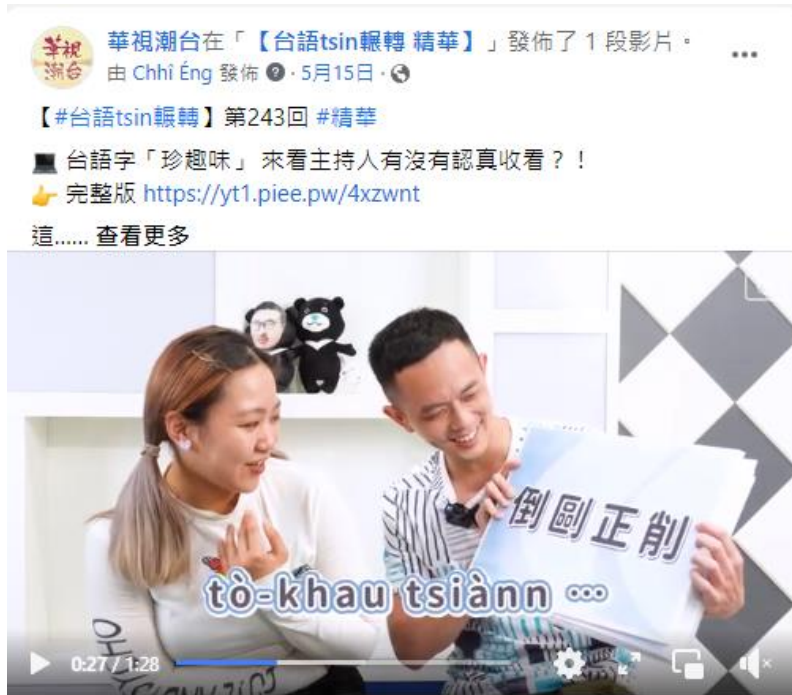 華視潮台
華視潮台在「【台語tsin輾轉 精華】」發佈了 1 段影片。
由 Chhî Éng 發佈 · 5月15日 ·
【#台語tsin輾轉】第243回 #精華
台語字「珍趣味」 來看主持人有沒有認真收看？！
完整版 https://yt1.piee.pw/4xzwnt
這...... 查看更多
倒剾正削
tò-khau tsiànn ...
0:27 / 1:28